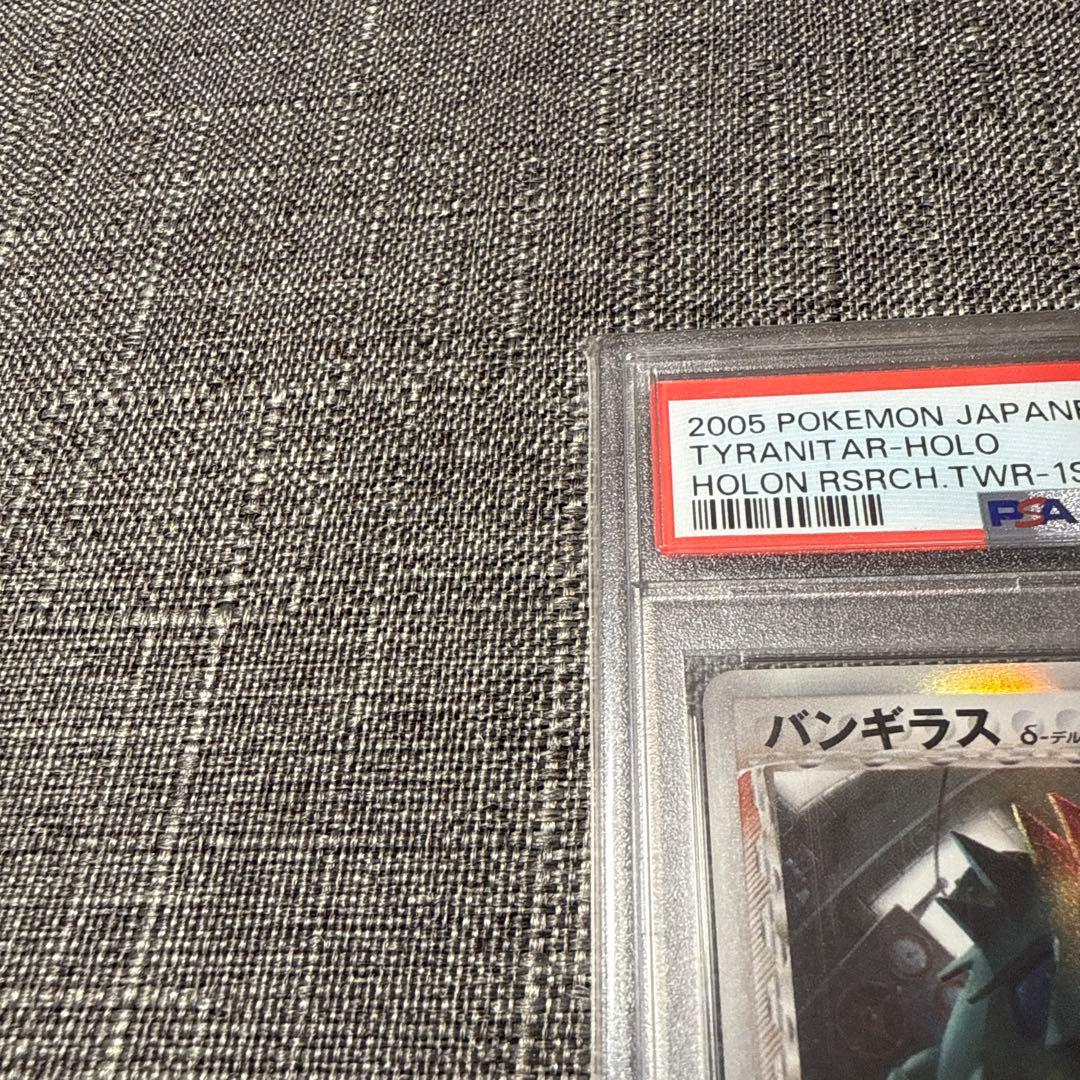 2005 POKEMON JAPANE
TYRANITAR-HOLO
HOLON RSRCH.TWR-1S
PSA
バンギラス δ-デル